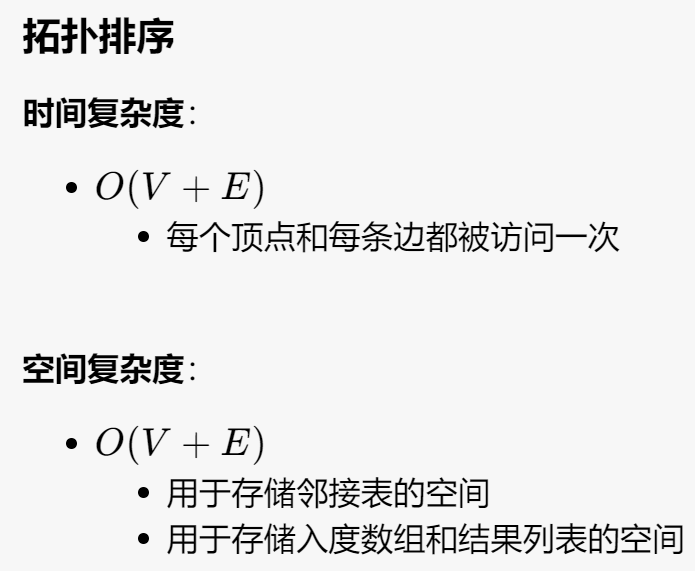 拓扑排序
时间复杂度：
• O(V + E)
• 每个顶点和每条边都被访问一次
空间复杂度：
• O(V + E)
• 用于存储邻接表的空间
• 用于存储入度数组和结果列表的空间